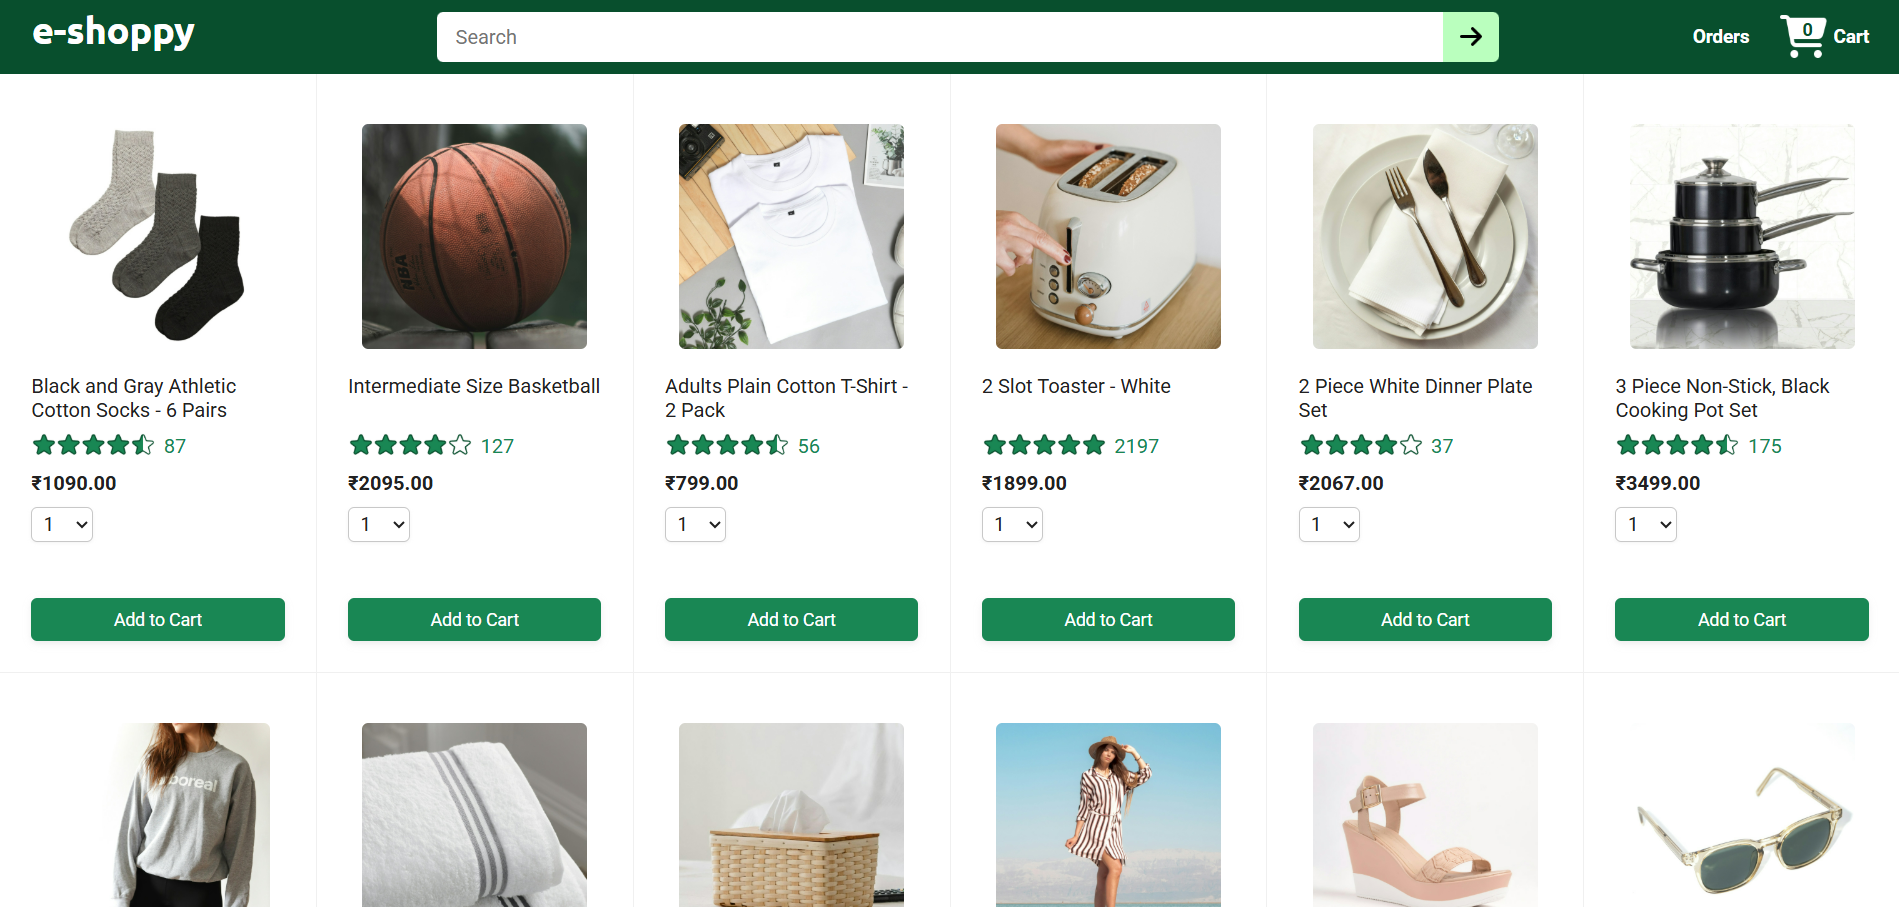 e-shoppy
Search
Orders
0
Cart
NBA
Black and Gray Athletic
Cotton Socks - 6 Pairs
87
₹1090.00
1
Add to Cart
Intermediate Size Basketball
127
₹2095.00
1
Add to Cart
Adults Plain Cotton T-Shirt -
2 Pack
56
₹799.00
1
Add to Cart
2 Slot Toaster - White
2197
₹1899.00
1
Add to Cart
2 Piece White Dinner Plate
Set
37
₹2067.00
1
Add to Cart
3 Piece Non-Stick, Black
Cooking Pot Set
175
₹3499.00
1
Add to Cart